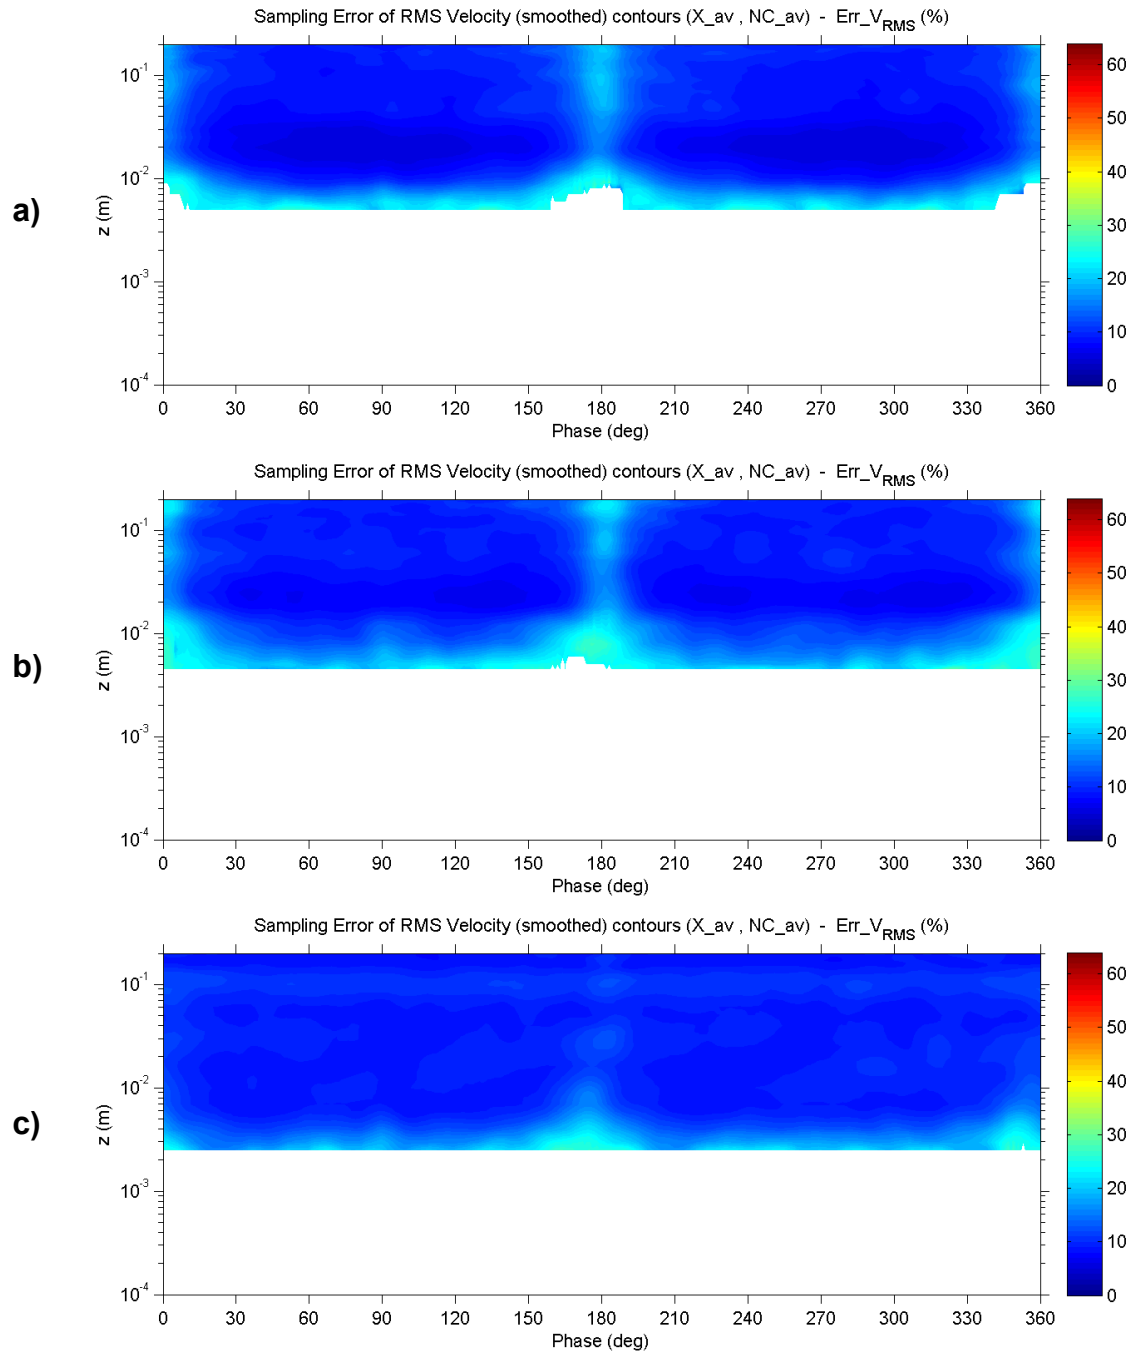 Sampling Error of RMS Velocity (smoothed) contours (X_av , NC_av) - Err_V_RMS (%)
a)
z (m)
10^-1
10^-2
10^-3
10^-4
0 30 60 90 120 150 180 210 240 270 300 330 360
Phase (deg)
60
50
40
30
20
10
0
Sampling Error of RMS Velocity (smoothed) contours (X_av , NC_av) - Err_V_RMS (%)
b)
z (m)
10^-1
10^-2
10^-3
10^-4
0 30 60 90 120 150 180 210 240 270 300 330 360
Phase (deg)
60
50
40
30
20
10
0
Sampling Error of RMS Velocity (smoothed) contours (X_av , NC_av) - Err_V_RMS (%)
c)
z (m)
10^-1
10^-2
10^-3
10^-4
0 30 60 90 120 150 180 210 240 270 300 330 360
Phase (deg)
60
50
40
30
20
10
0